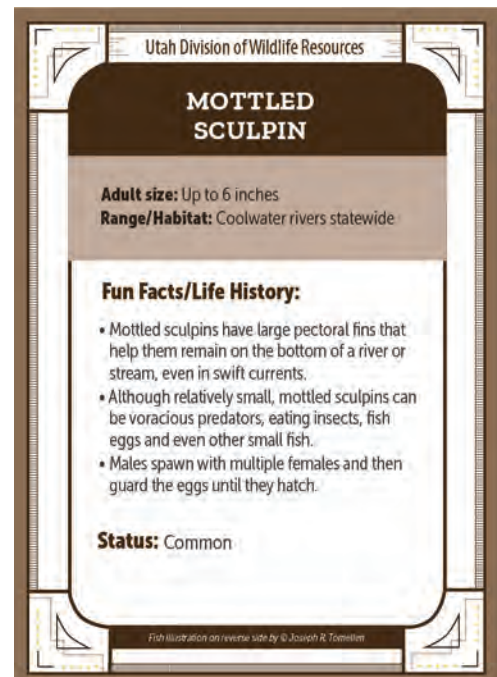 Utah Division of Wildlife Resources
MOTTLED
SCULPIN
Adult size: Up to 6 inches
Range/Habitat: Coolwater rivers statewide
Fun Facts/Life History:
• Mottled sculpins have large pectoral fins that
help them remain on the bottom of a river or
stream, even in swift currents.
• Although relatively small, mottled sculpins can
be voracious predators, eating insects, fish
eggs and even other small fish.
• Males spawn with multiple females and then
guard the eggs until they hatch.
Status: Common
Fish illustration on reverse side by © Joseph R. Tomelleri